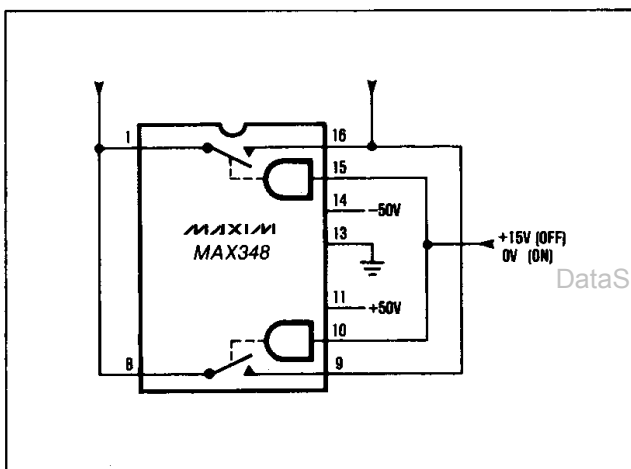 1
16
15
14
-50V
MAXIM
MAX348
13
+15V (OFF)
0V (ON)
DataS
11
+50V
10
8
9